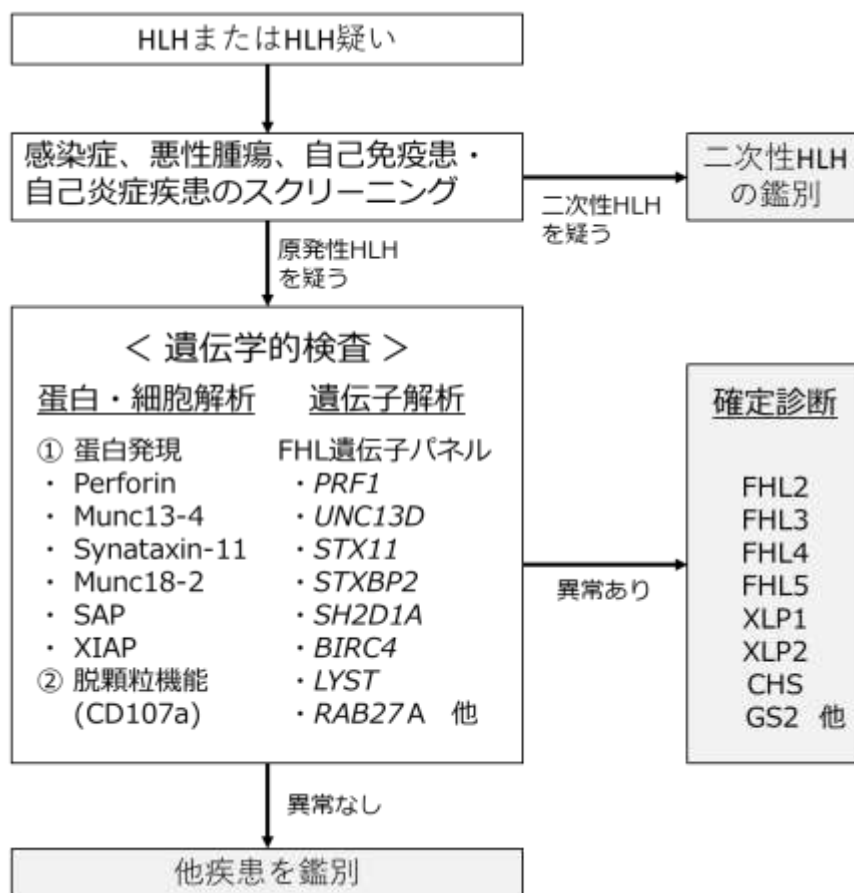 HLHまたはHLH疑い
感染症、悪性腫瘍、自己免疫患・
自己炎症疾患のスクリーニング
二次性HLH
の鑑別
二次性HLH
を疑う
原発性HLH
を疑う
＜ 遺伝学的検査 ＞
蛋白・細胞解析
① 蛋白発現
・ Perforin
・ Munc13-4
・ Synataxin-11
・ Munc18-2
・ SAP
・ XIAP
② 脱顆粒機能
(CD107a)
遺伝子解析
FHL遺伝子パネル
・PRF1
・UNC13D
・STX11
・STXBP2
・SH2D1A
・BIRC4
・LYST
・RAB27A 他
異常あり
確定診断
FHL2
FHL3
FHL4
FHL5
XLP1
XLP2
CHS
GS2 他
異常なし
他疾患を鑑別